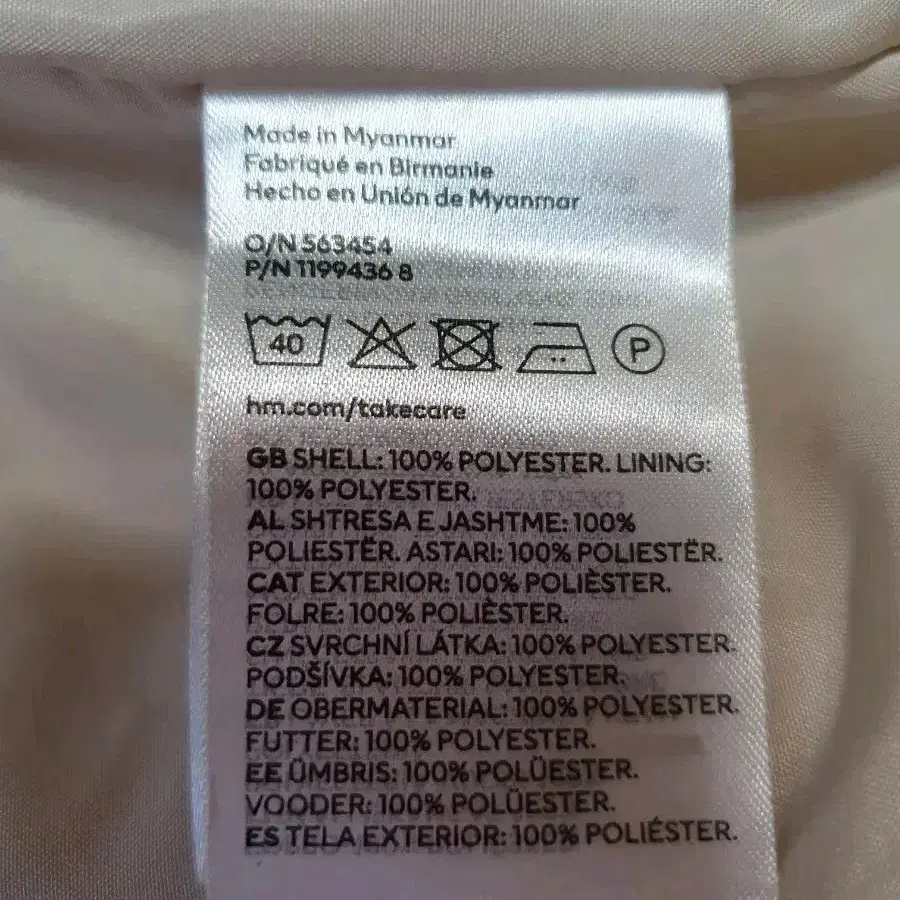 Made in Myanmar
Fabriqué en Birmanie
Hecho en Unión de Myanmar
O/N 563454
P/N 1199436 8
40 P
hm.com/takecare
GB SHELL: 100% POLYESTER. LINING:
100% POLYESTER.
AL SHTRESA E JASHTME: 100%
POLIESTËR. ASTARI: 100% POLIESTËR.
CAT EXTERIOR: 100% POLIÈSTER.
FOLRE: 100% POLIÈSTER.
CZ SVRCHNÍ LÁTKA: 100% POLYESTER.
PODŠÍVKA: 100% POLYESTER.
DE OBERMATERIAL: 100% POLYESTER.
FUTTER: 100% POLYESTER.
EE ÜMBRIS: 100% POLÜESTER.
VOODER: 100% POLÜESTER.
ES TELA EXTERIOR: 100% POLIÉSTER.